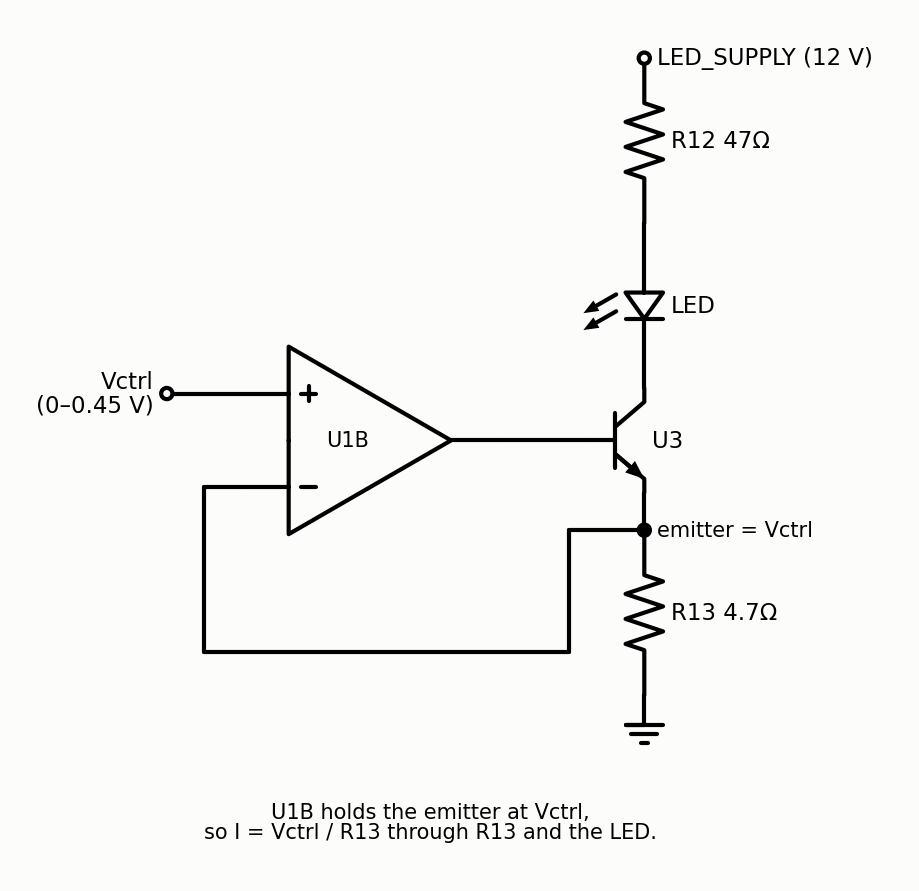 LED_SUPPLY (12 V)
R12 47Ω
LED
Vctrl
(0–0.45 V)
+
U1B
U3
−
emitter = Vctrl
R13 4.7Ω
U1B holds the emitter at Vctrl,
so I = Vctrl / R13 through R13 and the LED.